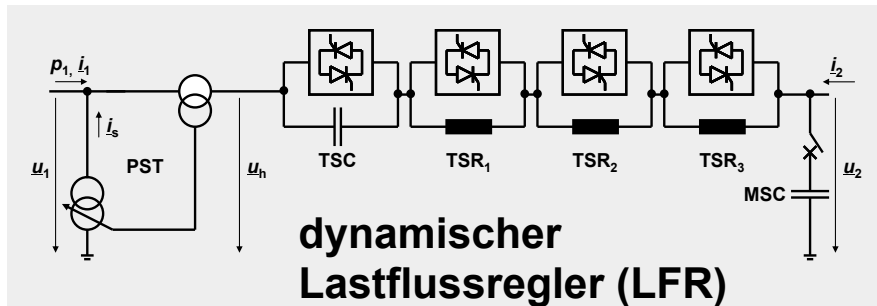 p1, i1
i2
is
u1
PST
uh
TSC
TSR1
TSR2
TSR3
MSC
u2
dynamischer
Lastflussregler (LFR)